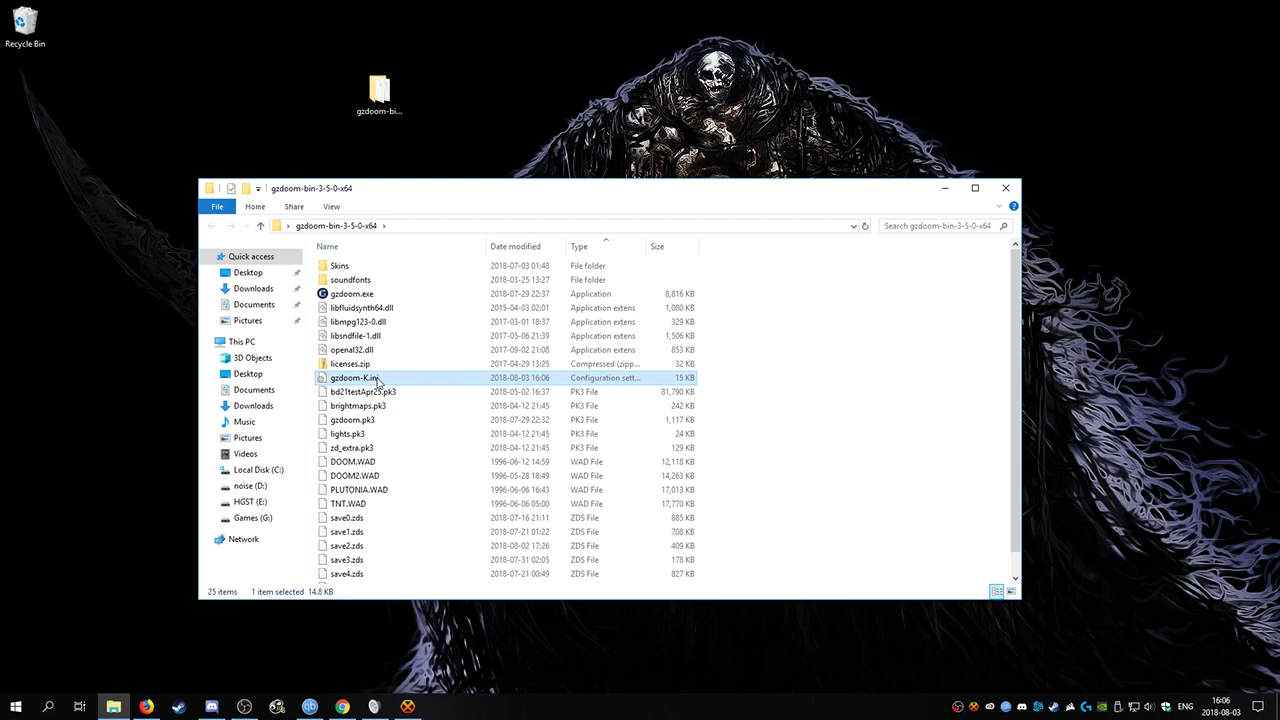 Recycle Bin
gzdoom-bi...
gzdoom-bin-3-5-0-x64
File Home Share View
gzdoom-bin-3-5-0-x64
Search gzdoom-bin-3-5-0-x64
Name Date modified Type Size
Quick access
Desktop
Downloads
Documents
Pictures
This PC
3D Objects
Desktop
Documents
Downloads
Music
Pictures
Videos
Local Disk (C:)
noise (D:)
HGST (E:)
Games (G:)
Network
Skins 2018-07-03 01:48 File folder
soundfonts 2018-03-25 13:27 File folder
gzdoom.exe 2018-07-29 22:37 Application 8,816 KB
libfluidsynth64.dll 2015-04-03 02:01 Application extens 1,080 KB
libmpg123-0.dll 2017-03-01 18:37 Application extens 329 KB
libsndfile-1.dll 2017-05-06 21:39 Application extens 1,506 KB
openal32.dll 2017-09-02 21:08 Application extens 853 KB
licenses.zip 2017-04-29 13:25 Compressed (zipp... 32 KB
gzdoom-K.ini 2018-08-03 16:06 Configuration sett... 15 KB
bd21testApr25.pk3 2018-05-02 16:37 PK3 File 81,790 KB
brightmaps.pk3 2018-04-12 21:45 PK3 File 242 KB
gzdoom.pk3 2018-07-29 22:32 PK3 File 1,117 KB
lights.pk3 2018-04-12 21:45 PK3 File 24 KB
zd_extra.pk3 2018-04-12 21:45 PK3 File 129 KB
DOOM.WAD 1996-06-12 14:59 WAD File 12,118 KB
DOOM2.WAD 1996-05-28 18:49 WAD File 14,263 KB
PLUTONIA.WAD 1996-06-06 16:43 WAD File 17,013 KB
TNT.WAD 1996-06-06 05:00 WAD File 17,770 KB
save0.zds 2018-07-16 21:11 ZDS File 885 KB
save1.zds 2018-07-21 01:22 ZDS File 708 KB
save2.zds 2018-08-02 17:26 ZDS File 409 KB
save3.zds 2018-07-31 02:05 ZDS File 178 KB
save4.zds 2018-07-21 00:49 ZDS File 827 KB
25 items 1 item selected 14.8 KB
ENG
16:06
2018-08-03